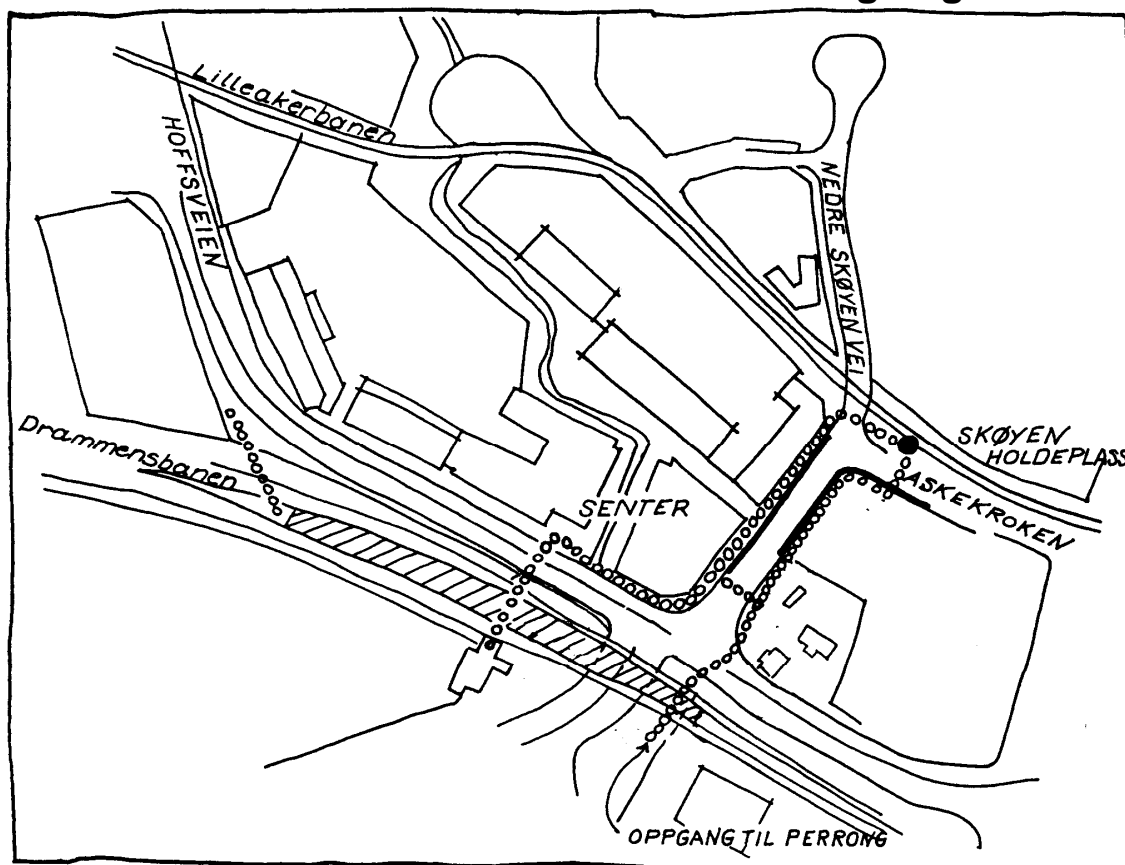 Lilleakerbanen
HOFFSVEIEN
NEDRE SKØYEN VEI
Drammensbanen
SKØYEN
HOLDEPLASS
ASKEKROKEN
SENTER
OPPGANG TIL PERRONG